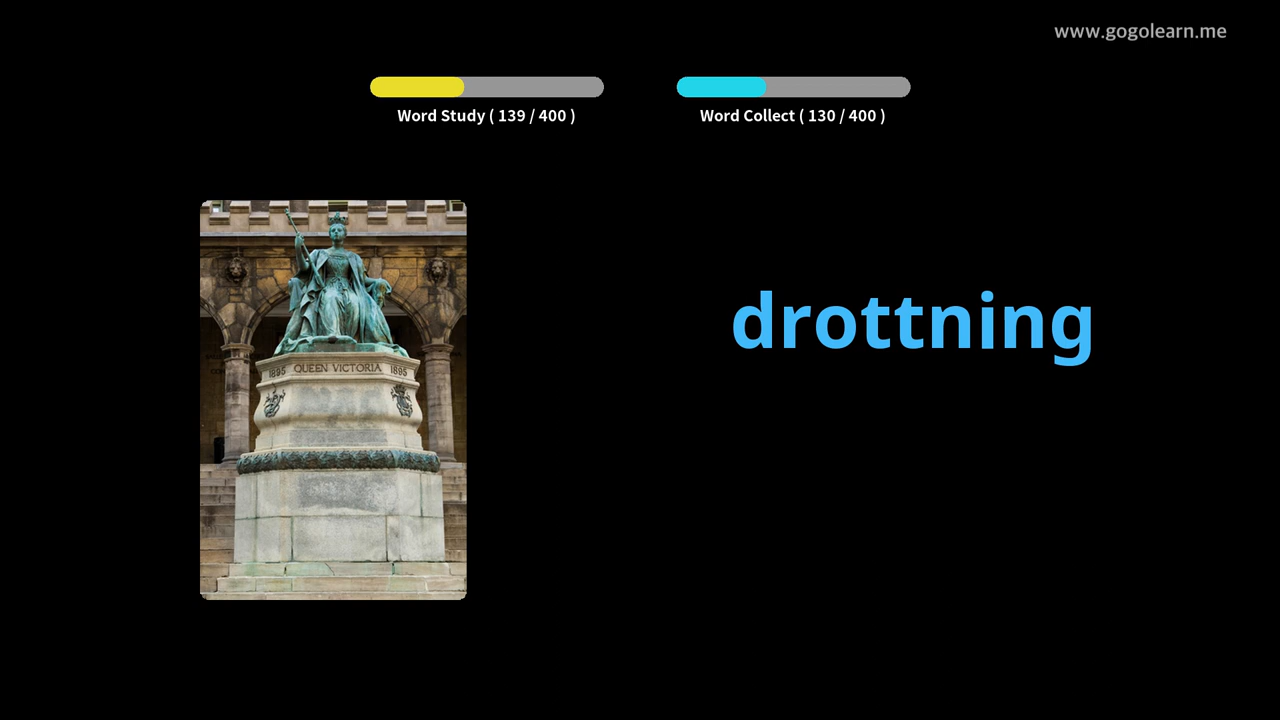 www.gogolearn.me
Word Study ( 139 / 400 )
Word Collect ( 130 / 400 )
1895 QUEEN VICTORIA 1895
drottning